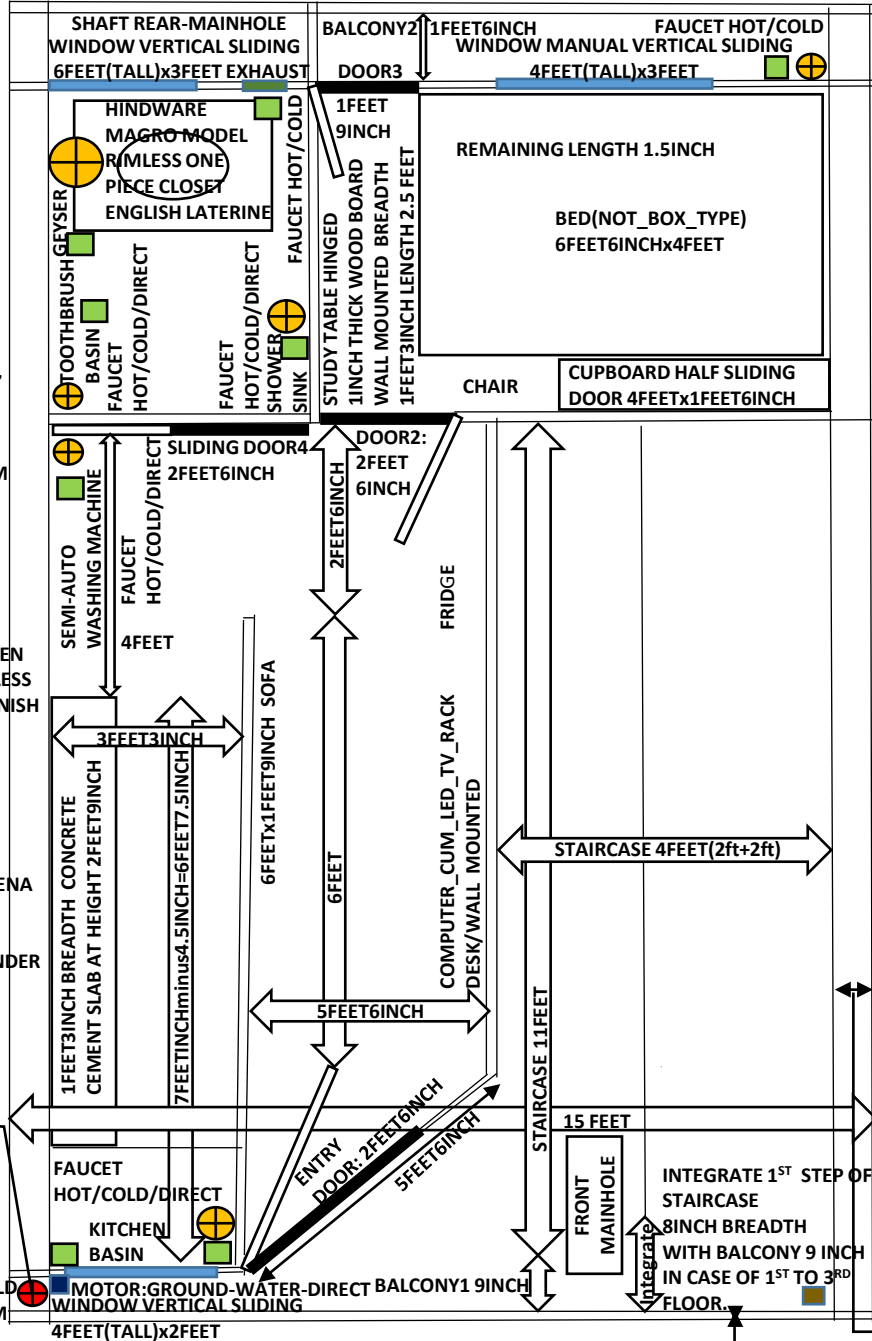 SHAFT REAR-MAINHOLE
WINDOW VERTICAL SLIDING
6FEET(TALL)x3FEET EXHAUST
BALCONY2 1FEET6INCH
FAUCET HOT/COLD
WINDOW MANUAL VERTICAL SLIDING
4FEET(TALL)x3FEET
DOOR3
1FEET
9INCH
HINDWARE
MAGRO MODEL
RIMLESS ONE
PIECE CLOSET
ENGLISH LATERINE
FAUCET HOT/COLD
GEYSER
TOOTHBRUSH
BASIN
FAUCET
HOT/COLD/DIRECT
FAUCET
HOT/COLD/DIRECT
SHOWER
SINK
STUDY TABLE HINGED
1INCH THICK WOOD BOARD
WALL MOUNTED BREADTH
1FEET3INCH LENGTH 2.5 FEET
REMAINING LENGTH 1.5INCH
BED(NOT_BOX_TYPE)
6FEET6INCHx4FEET
CHAIR
CUPBOARD HALF SLIDING
DOOR 4FEETx1FEET6INCH
SLIDING DOOR4
2FEET6INCH
DOOR2:
2FEET
6INCH
2FEET6INCH
M
SEMI-AUTO
WASHING MACHINE
FAUCET
HOT/COLD/DIRECT
4FEET
FRIDGE
EN
LESS
NISH
3FEET3INCH
6FEETx1FEET9INCH SOFA
6FEET
COMPUTER_CUM_LED_TV_RACK
DESK/WALL MOUNTED
STAIRCASE 4FEET(2ft+2ft)
STAIRCASE 11FEET
ENA
NDER
1FEET3INCH BREADTH CONCRETE
CEMENT SLAB AT HEIGHT 2FEET9INCH
7FEETINCHminus4.5INCH=6FEET7.5INCH
5FEET6INCH
15 FEET
ENTRY
DOOR: 2FEET6INCH
5FEET6INCH
FRONT
MAINHOLE
Integrate
INTEGRATE 1ST STEP OF
STAIRCASE
8INCH BREADTH
WITH BALCONY 9 INCH
IN CASE OF 1ST TO 3RD
FLOOR.
FAUCET
HOT/COLD/DIRECT
KITCHEN
BASIN
LD
M
MOTOR:GROUND-WATER-DIRECT
BALCONY1 9INCH
WINDOW VERTICAL SLIDING
4FEET(TALL)x2FEET